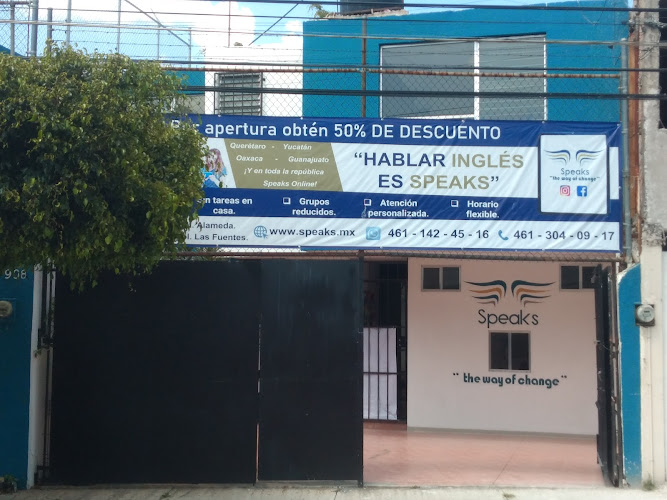 apertura obtén 50% DE DESCUENTO
Querétaro - Yucatán
Oaxaca - Guanajuato
¡Y en toda la república
Speaks Online!
“HABLAR INGLÉS
ES SPEAKS”
Speaks
"the way of change"
tareas en
casa.
Grupos
reducidos.
Atención
personalizada.
Horario
flexible.
Alameda.
Las Fuentes.
www.speaks.mx
461 - 142 - 45 - 16
461 - 304 - 09 - 17
908
Speaks
"the way of change"